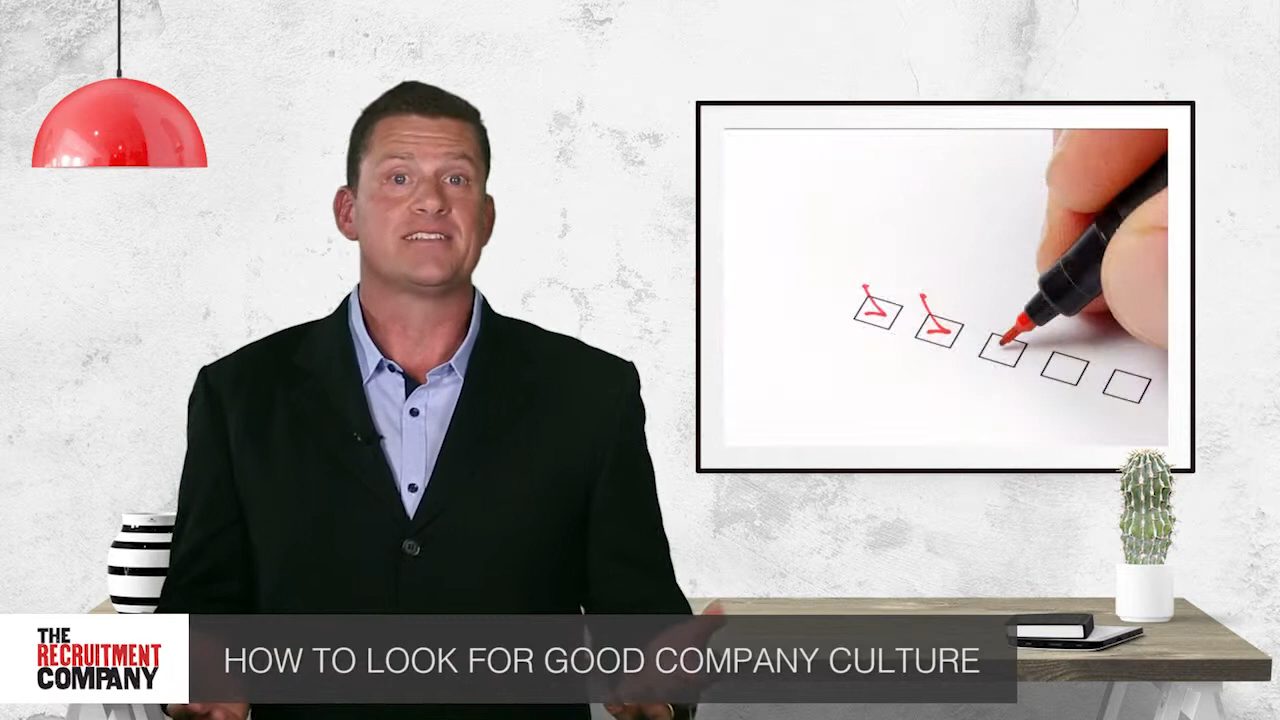 THE
RECRUITMENT
COMPANY
HOW TO LOOK FOR GOOD COMPANY CULTURE